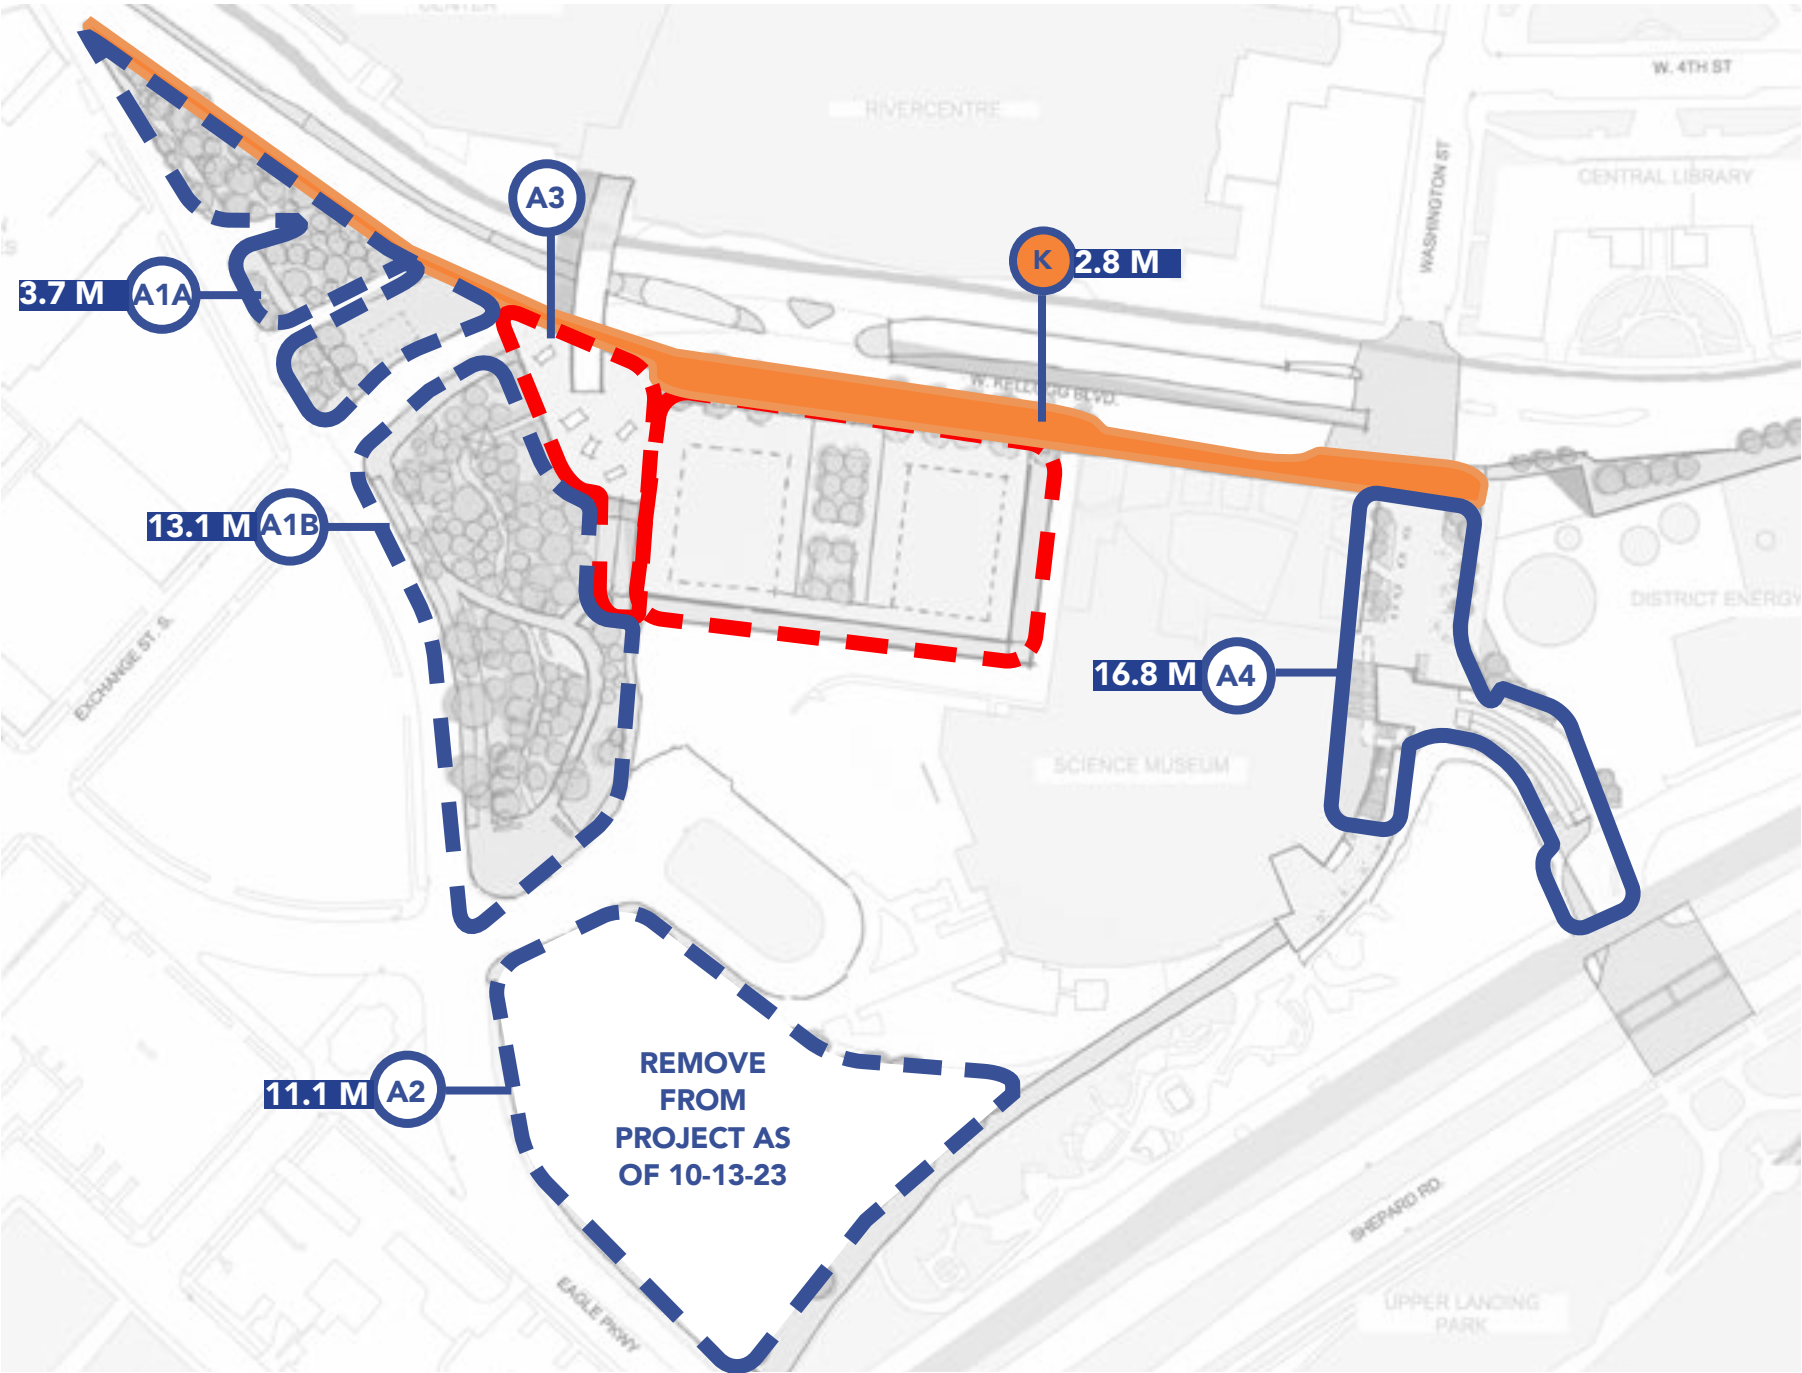 CENTER
W. 4TH ST
RIVERCENTRE
WASHINGTON ST
CENTRAL LIBRARY
A3
K 2.8 M
3.7 M A1A
W. KELLOGG BLVD.
13.1 M A1B
DISTRICT ENERGY
EXCHANGE ST. S.
16.8 M A4
SCIENCE MUSEUM
REMOVE
FROM
PROJECT AS
OF 10-13-23
11.1 M A2
SHEPARD RD.
EAGLE PKWY
UPPER LANDING
PARK